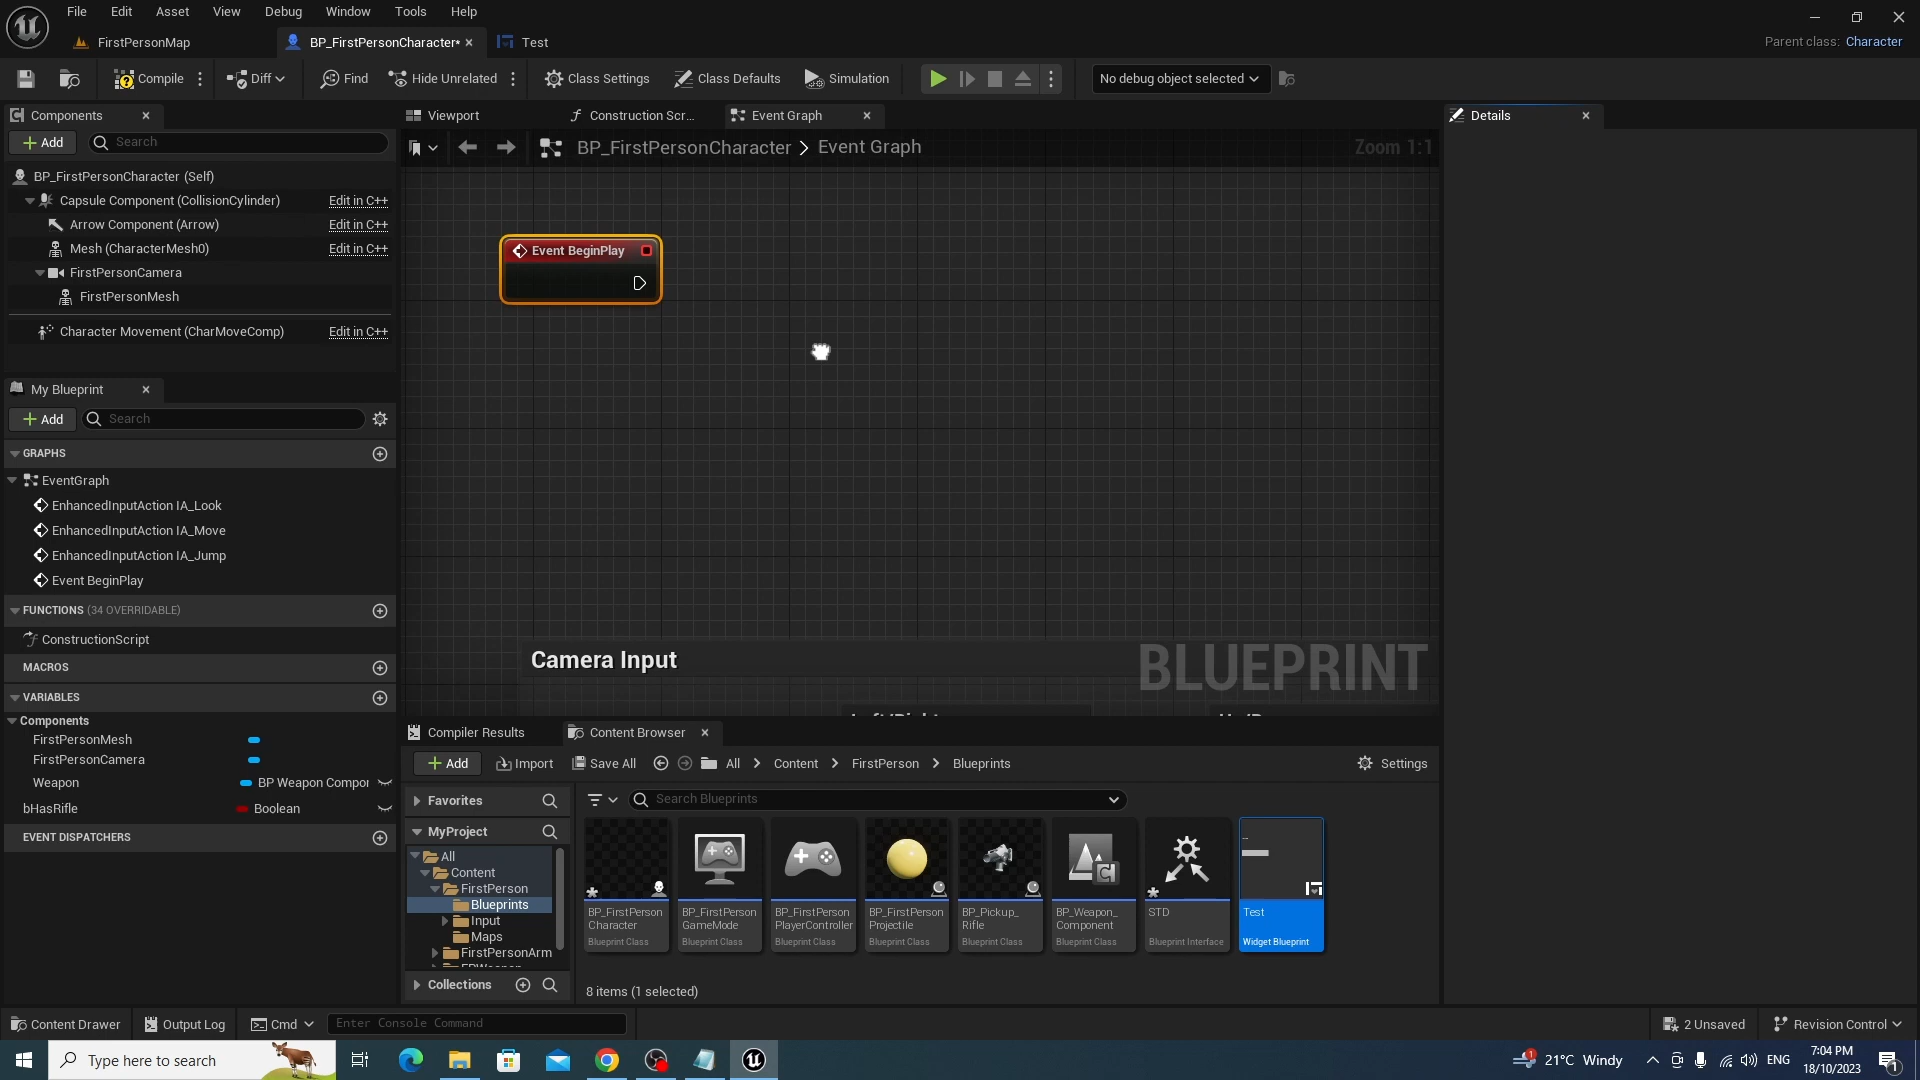 File Edit Asset View Debug Window Tools Help
FirstPersonMap BP_FirstPersonCharacter* Test
Parent class: Character
Compile Diff Find Hide Unrelated Class Settings Class Defaults Simulation No debug object selected
Components
Add Search
BP_FirstPersonCharacter (Self)
Capsule Component (CollisionCylinder) Edit in C++
Arrow Component (Arrow) Edit in C++
Mesh (CharacterMesh0) Edit in C++
FirstPersonCamera
FirstPersonMesh
Character Movement (CharMoveComp) Edit in C++
My Blueprint
Add Search
GRAPHS
EventGraph
EnhancedInputAction IA_Look
EnhancedInputAction IA_Move
EnhancedInputAction IA_Jump
Event BeginPlay
FUNCTIONS (34 OVERRIDABLE)
ConstructionScript
MACROS
VARIABLES
Components
FirstPersonMesh
FirstPersonCamera
Weapon BP Weapon Compor
bHasRifle Boolean
EVENT DISPATCHERS
Viewport Construction Scr... Event Graph
BP_FirstPersonCharacter > Event Graph
Zoom 1:1
Event BeginPlay
Camera Input
BLUEPRINT
Details
Compiler Results Content Browser
Add Import Save All All > Content > FirstPerson > Blueprints Settings
Favorites
MyProject
All
Content
FirstPerson
Blueprints
Input
Maps
FirstPersonArm
Collections
Search Blueprints
BP_FirstPerson
Character
Blueprint Class
BP_FirstPerson
GameMode
Blueprint Class
BP_FirstPerson
PlayerController
Blueprint Class
BP_FirstPerson
Projectile
Blueprint Class
BP_Pickup_
Rifle
Blueprint Class
BP_Weapon_
Component
Blueprint Class
STD
Blueprint Interface
Test
Widget Blueprint
8 items (1 selected)
Content Drawer Output Log Cmd Enter Console Command 2 Unsaved Revision Control
Type here to search
1 21°C Windy ENG
7:04 PM
18/10/2023
1